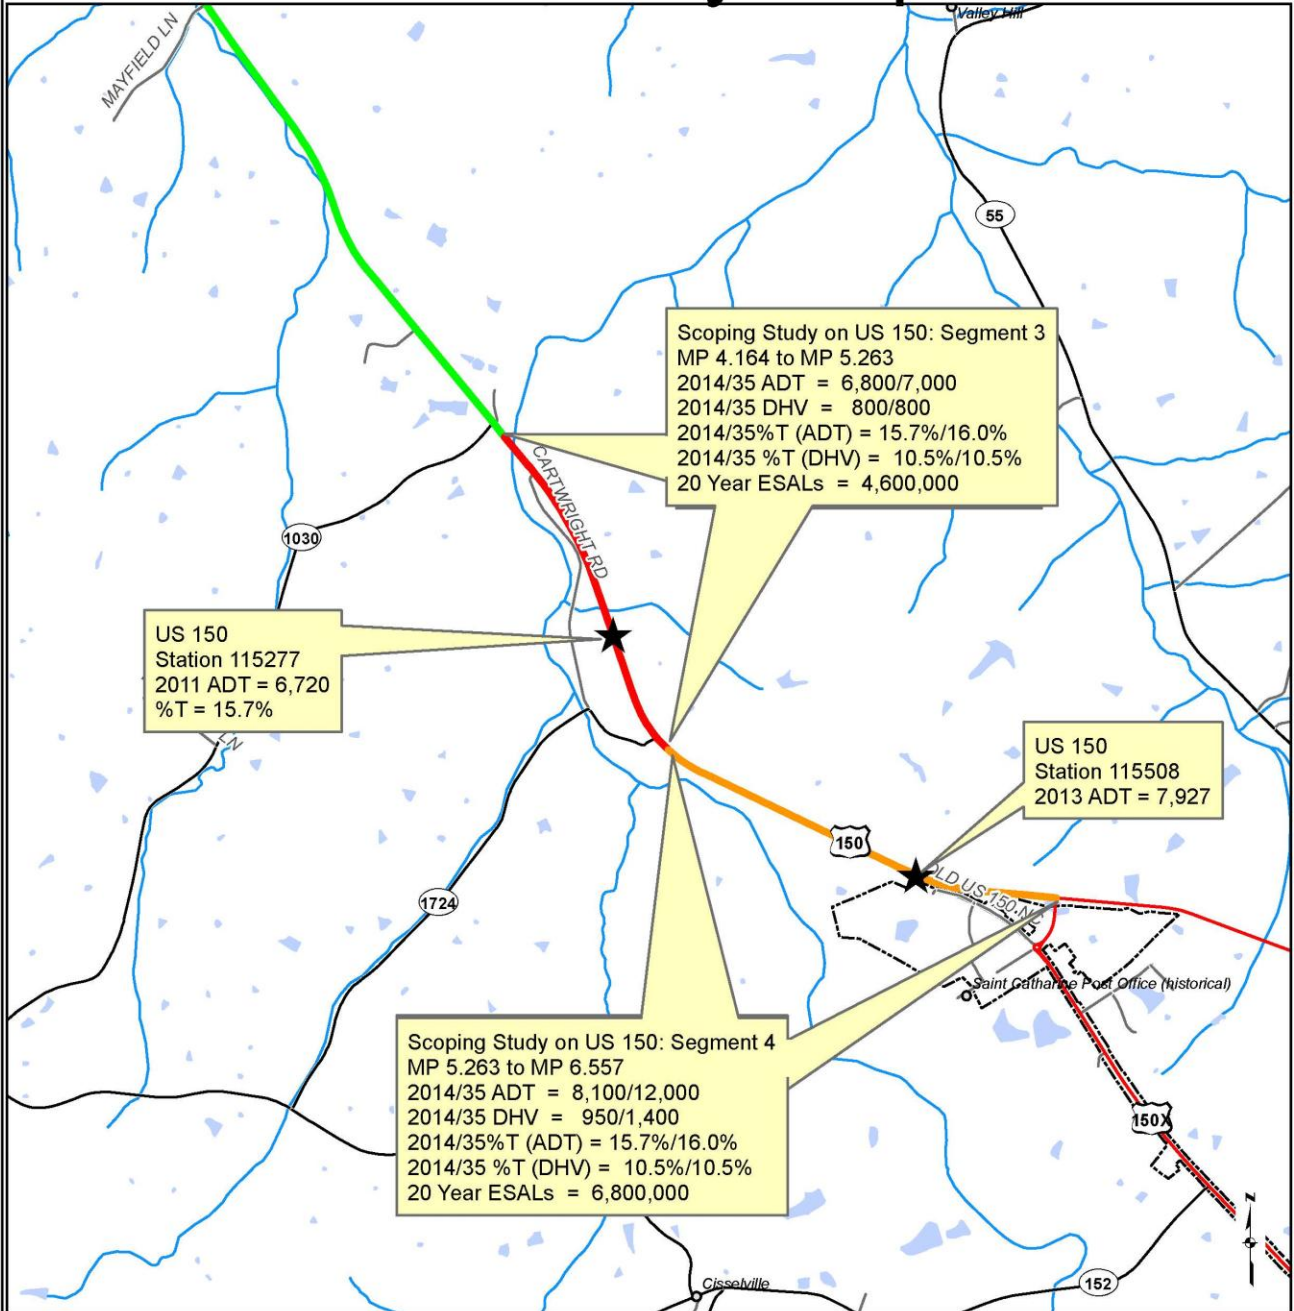 Valley Hill
MAYFIELD LN
55
Scoping Study on US 150: Segment 3
MP 4.164 to MP 5.263
2014/35 ADT = 6,800/7,000
2014/35 DHV = 800/800
2014/35%T (ADT) = 15.7%/16.0%
2014/35 %T (DHV) = 10.5%/10.5%
20 Year ESALs = 4,600,000
CARTWRIGHT RD
1030
US 150
Station 115277
2011 ADT = 6,720
%T = 15.7%
LN
US 150
Station 115508
2013 ADT = 7,927
150
OLD US 150 NC
1724
Saint Catharine Post Office (historical)
Scoping Study on US 150: Segment 4
MP 5.263 to MP 6.557
2014/35 ADT = 8,100/12,000
2014/35 DHV = 950/1,400
2014/35%T (ADT) = 15.7%/16.0%
2014/35 %T (DHV) = 10.5%/10.5%
20 Year ESALs = 6,800,000
150X
N
Cisselville
152